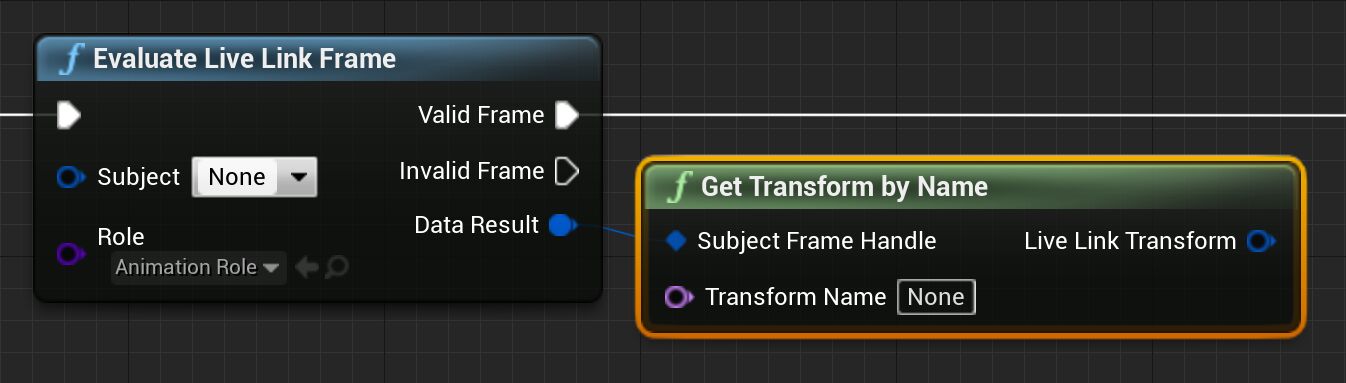 Evaluate Live Link Frame
Valid Frame
Subject None
Invalid Frame
Data Result
Role
Animation Role
Get Transform by Name
Subject Frame Handle
Live Link Transform
Transform Name None